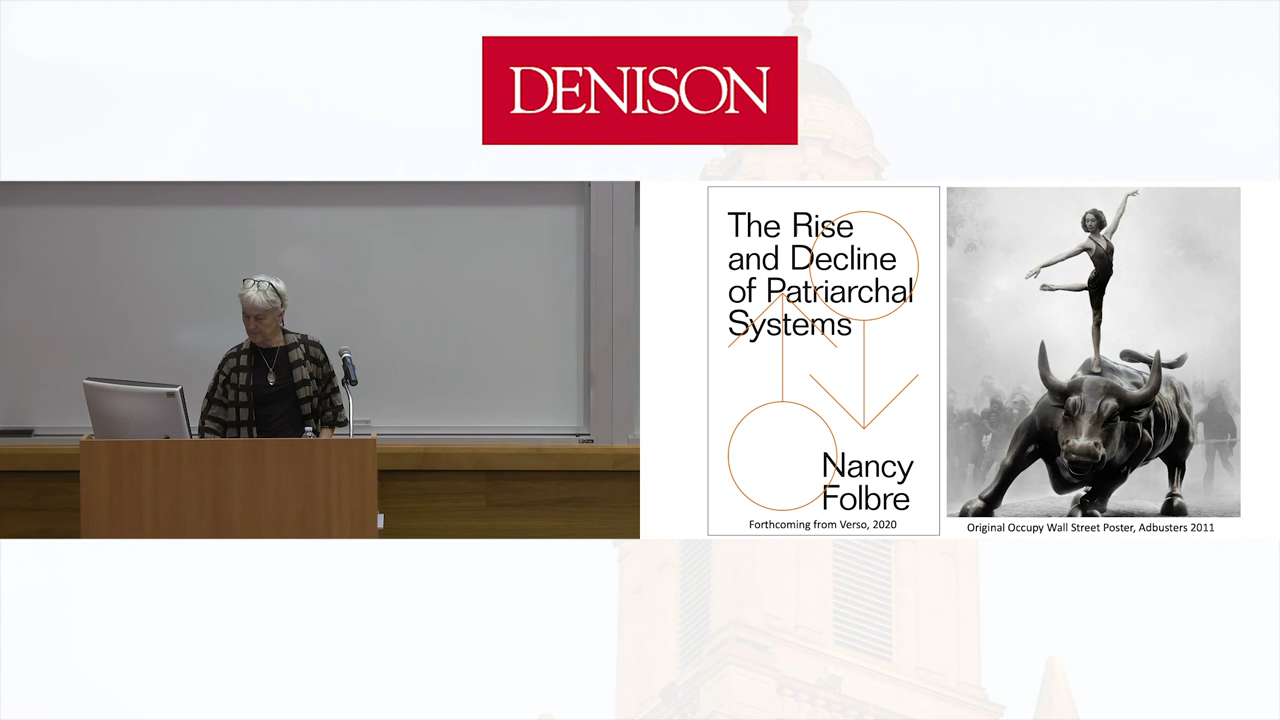 DENISON
The Rise
and Decline
of Patriarchal
Systems
Nancy
Folbre
Forthcoming from Verso, 2020
Original Occupy Wall Street Poster, Adbusters 2011